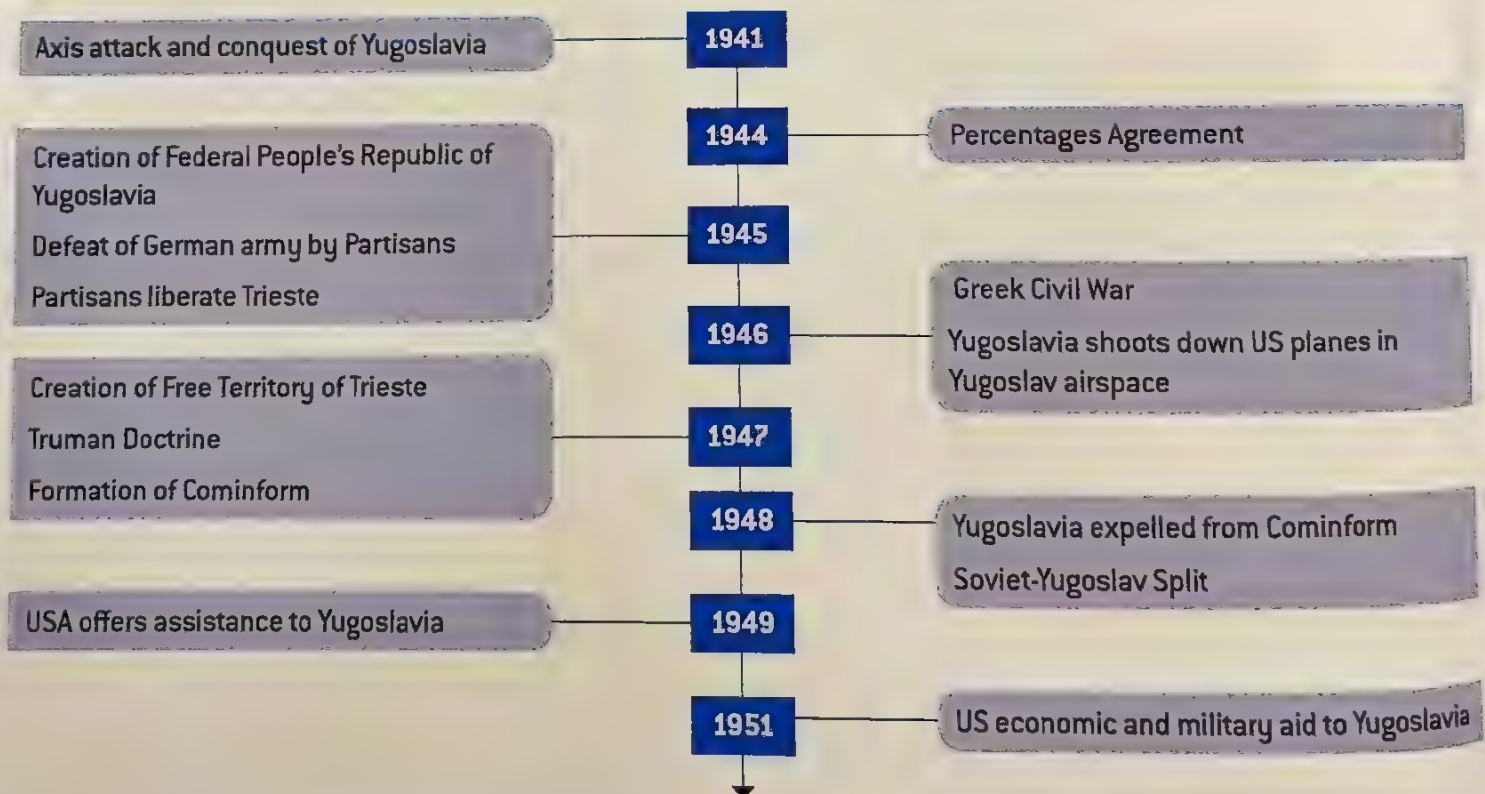 Axis attack and conquest of Yugoslavia
1941
1944
Percentages Agreement
Creation of Federal People's Republic of
Yugoslavia
Defeat of German army by Partisans
Partisans liberate Trieste
1945
1946
Greek Civil War
Yugoslavia shoots down US planes in
Yugoslav airspace
Creation of Free Territory of Trieste
Truman Doctrine
Formation of Cominform
1947
1948
Yugoslavia expelled from Cominform
Soviet-Yugoslav Split
USA offers assistance to Yugoslavia
1949
1951
US economic and military aid to Yugoslavia